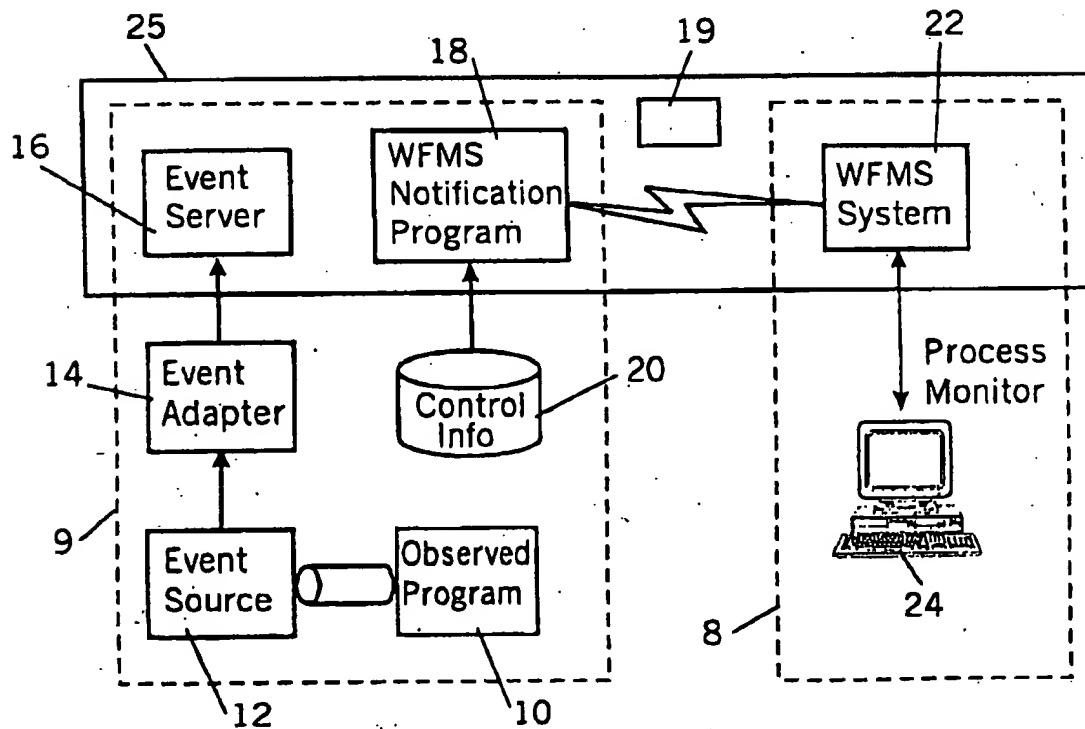 25
18
19
22
16
Event
Server
WFMS
Notification
Program
WFMS
System
14
Event
Adapter
Control
Info
20
Process
Monitor
9
Event
Source
Observed
Program
8
24
12
10